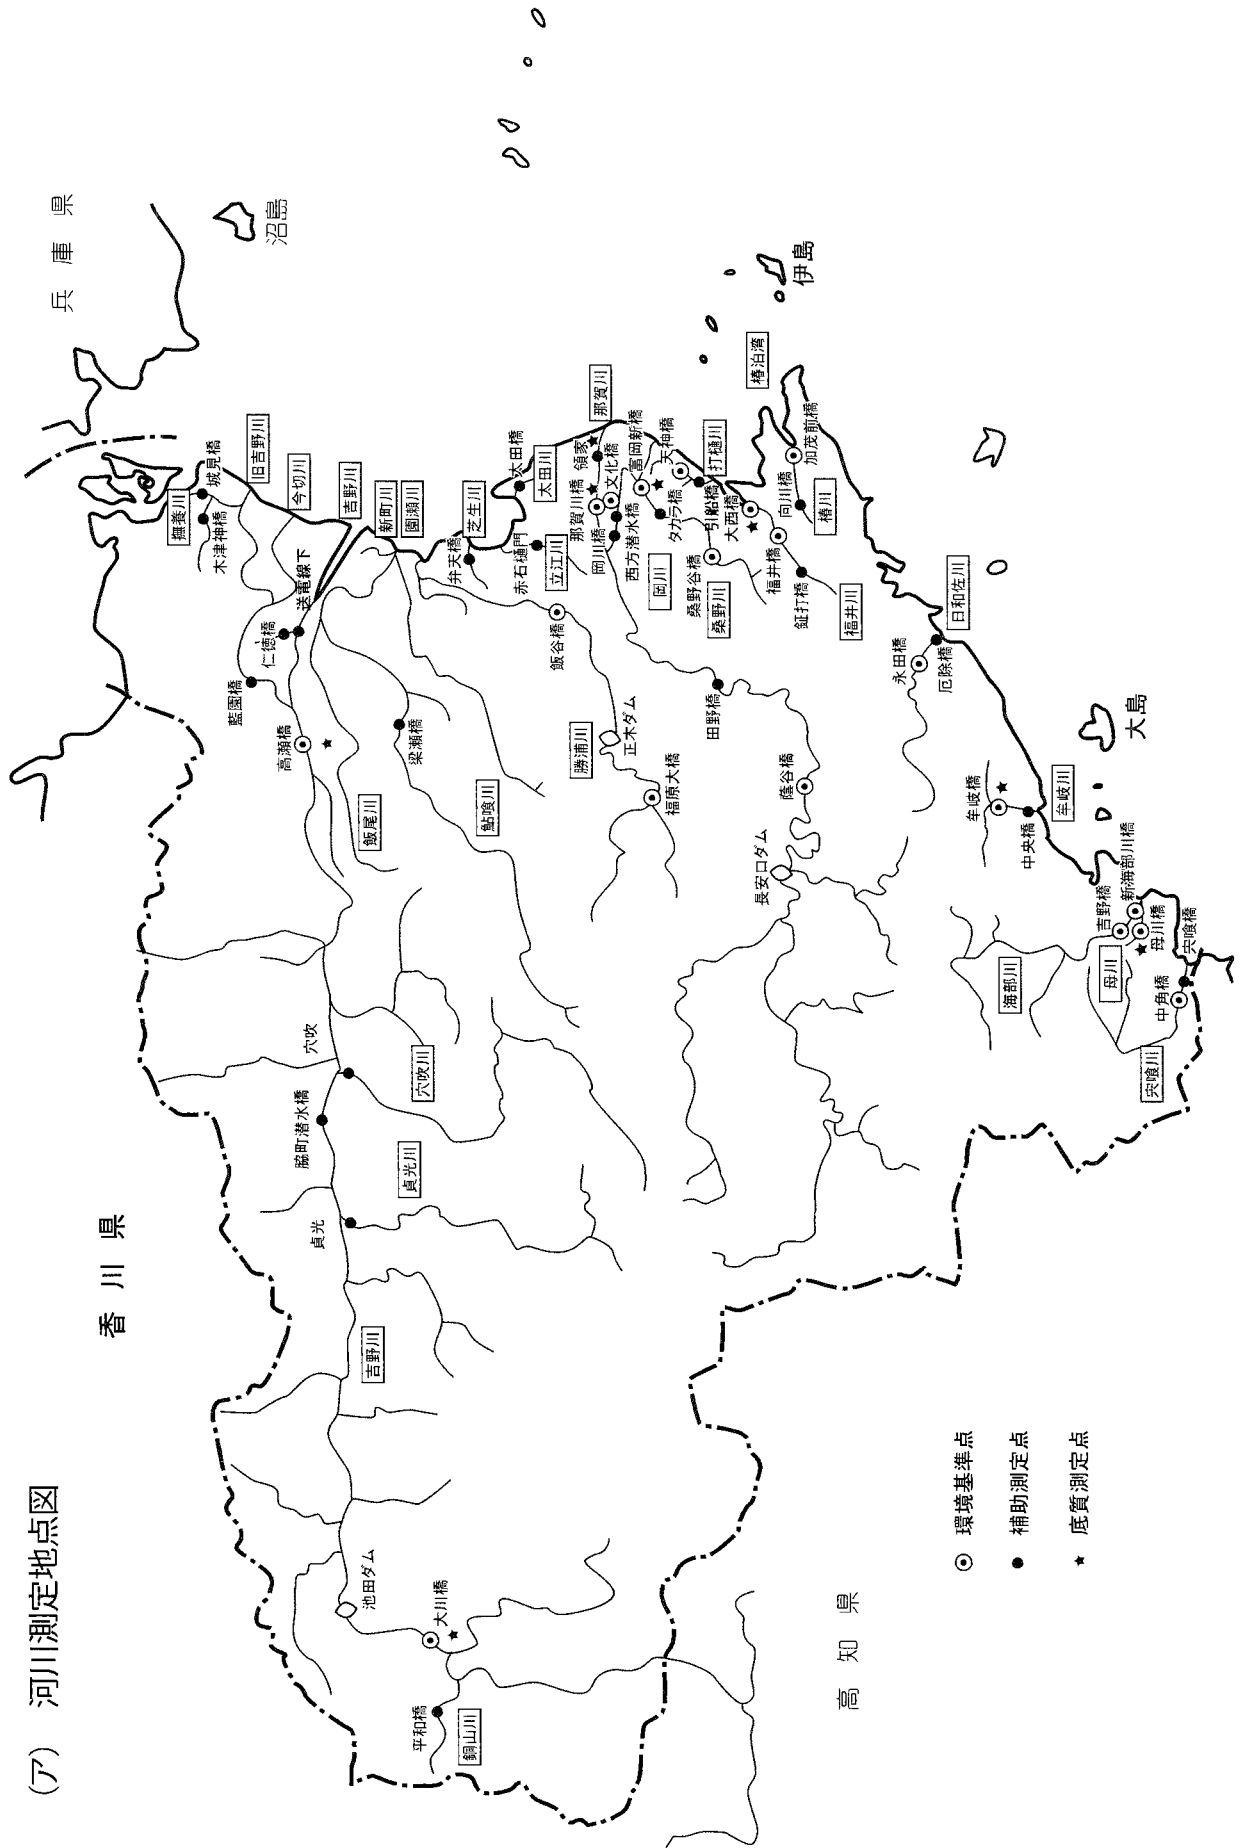 (ア) 河川測定地点図
香川県
兵庫県
沼島
高知県
伊島
大島
平和橋
銅山川
大川橋
池田ダム
吉野川
貞光
貞光川
脇町潜水橋
穴吹
穴吹川
高瀬橋
飯尾川
藍園橋
仁徳橋
送電線下
梁瀬橋
鮎喰川
撫養川
城見橋
木津神橋
旧吉野川
今切川
吉野川
新町川
園瀬川
勝浦川
正木ダム
福原大橋
飯谷橋
芝生川
弁天橋
赤石樋門
立江川
太田橋
太田川
那賀川
領家
那賀川橋
文化橋
岡川橋
西方潜水橋
岡川
富岡新橋
天神橋
タカラ橋
打樋川
引船橋
桑野谷橋
桑野川
大西橋
福井橋
鉦打橋
福井川
椿泊湾
加茂前橋
向川橋
椿川
田野橋
蔭谷橋
長安口ダム
永田橋
厄除橋
日和佐川
牟岐橋
中央橋
牟岐川
海部川
吉野橋
新海部川橋
母川
母川橋
宍喰橋
中角橋
宍喰川
◉ 環境基準点
● 補助測定点
★ 底質測定点